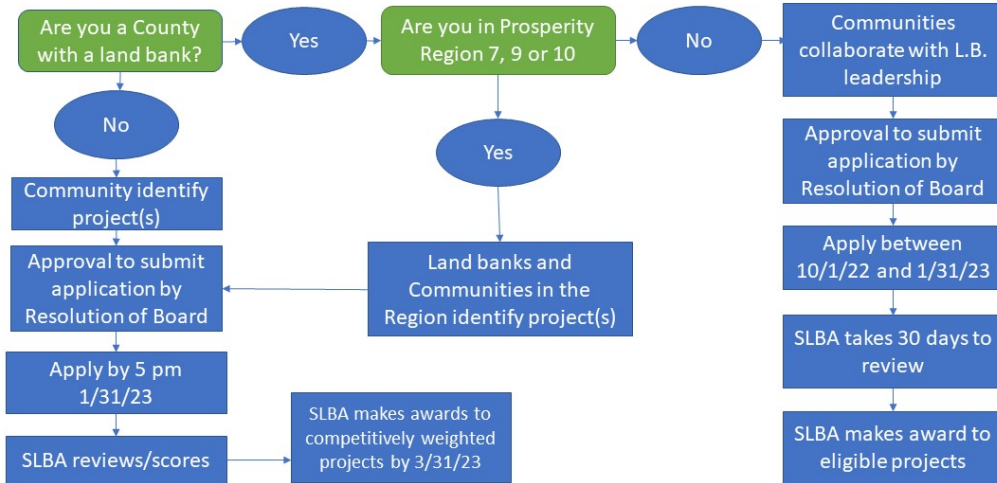 Are you a County
with a land bank?
Yes
Are you in Prosperity
Region 7, 9 or 10
No
Communities
collaborate with L.B.
leadership
No
Yes
Approval to submit
application by
Resolution of Board
Community identify
project(s)
Approval to submit
application by
Resolution of Board
Land banks and
Communities in the
Region identify project(s)
Apply between
10/1/22 and 1/31/23
Apply by 5 pm
1/31/23
SLBA takes 30 days to
review
SLBA reviews/scores
SLBA makes awards to
competitively weighted
projects by 3/31/23
SLBA makes award to
eligible projects